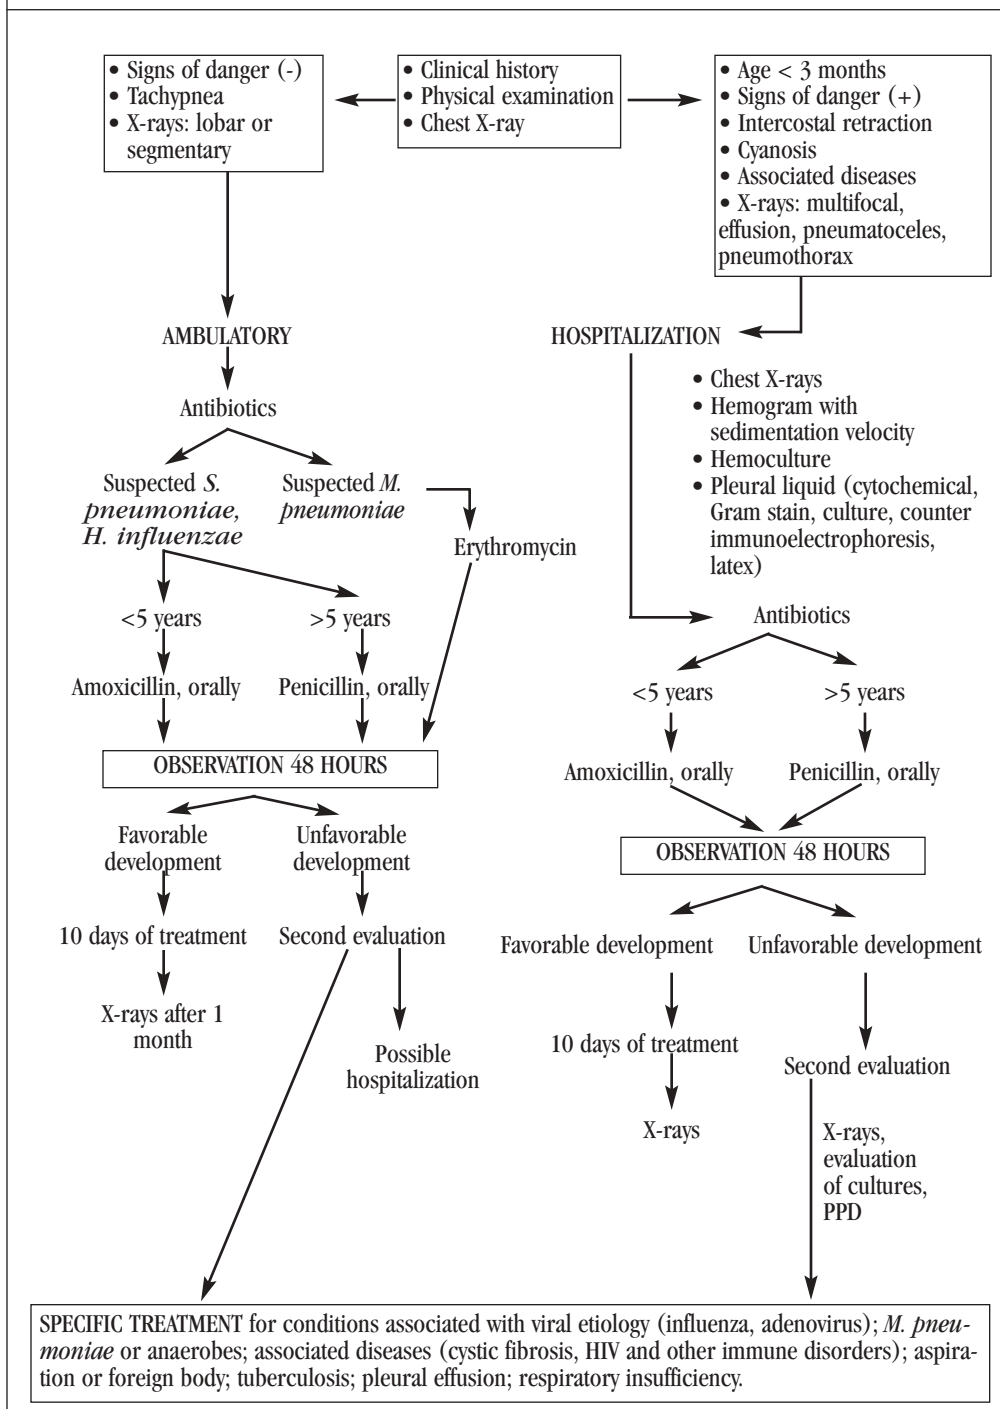 • Signs of danger (-)
• Tachypnea
• X-rays: lobar or
segmentary
• Clinical history
• Physical examination
• Chest X-ray
• Age < 3 months
• Signs of danger (+)
• Intercostal retraction
• Cyanosis
• Associated diseases
• X-rays: multifocal,
effusion, pneumatoceles,
pneumothorax
AMBULATORY
Antibiotics
Suspected S.
pneumoniae,
H. influenzae
Suspected M.
pneumoniae
Erythromycin
<5 years
>5 years
Amoxicillin, orally
Penicillin, orally
OBSERVATION 48 HOURS
Favorable
development
Unfavorable
development
10 days of treatment
Second evaluation
X-rays after 1
month
Possible
hospitalization
HOSPITALIZATION
• Chest X-rays
• Hemogram with
sedimentation velocity
• Hemoculture
• Pleural liquid (cytochemical,
Gram stain, culture, counter
immunoelectrophoresis,
latex)
Antibiotics
<5 years
>5 years
Amoxicillin, orally
Penicillin, orally
OBSERVATION 48 HOURS
Favorable development
Unfavorable development
10 days of treatment
Second evaluation
X-rays
X-rays,
evaluation
of cultures,
PPD
SPECIFIC TREATMENT for conditions associated with viral etiology (influenza, adenovirus); M. pneu-
moniae or anaerobes; associated diseases (cystic fibrosis, HIV and other immune disorders); aspira-
tion or foreign body; tuberculosis; pleural effusion; respiratory insufficiency.